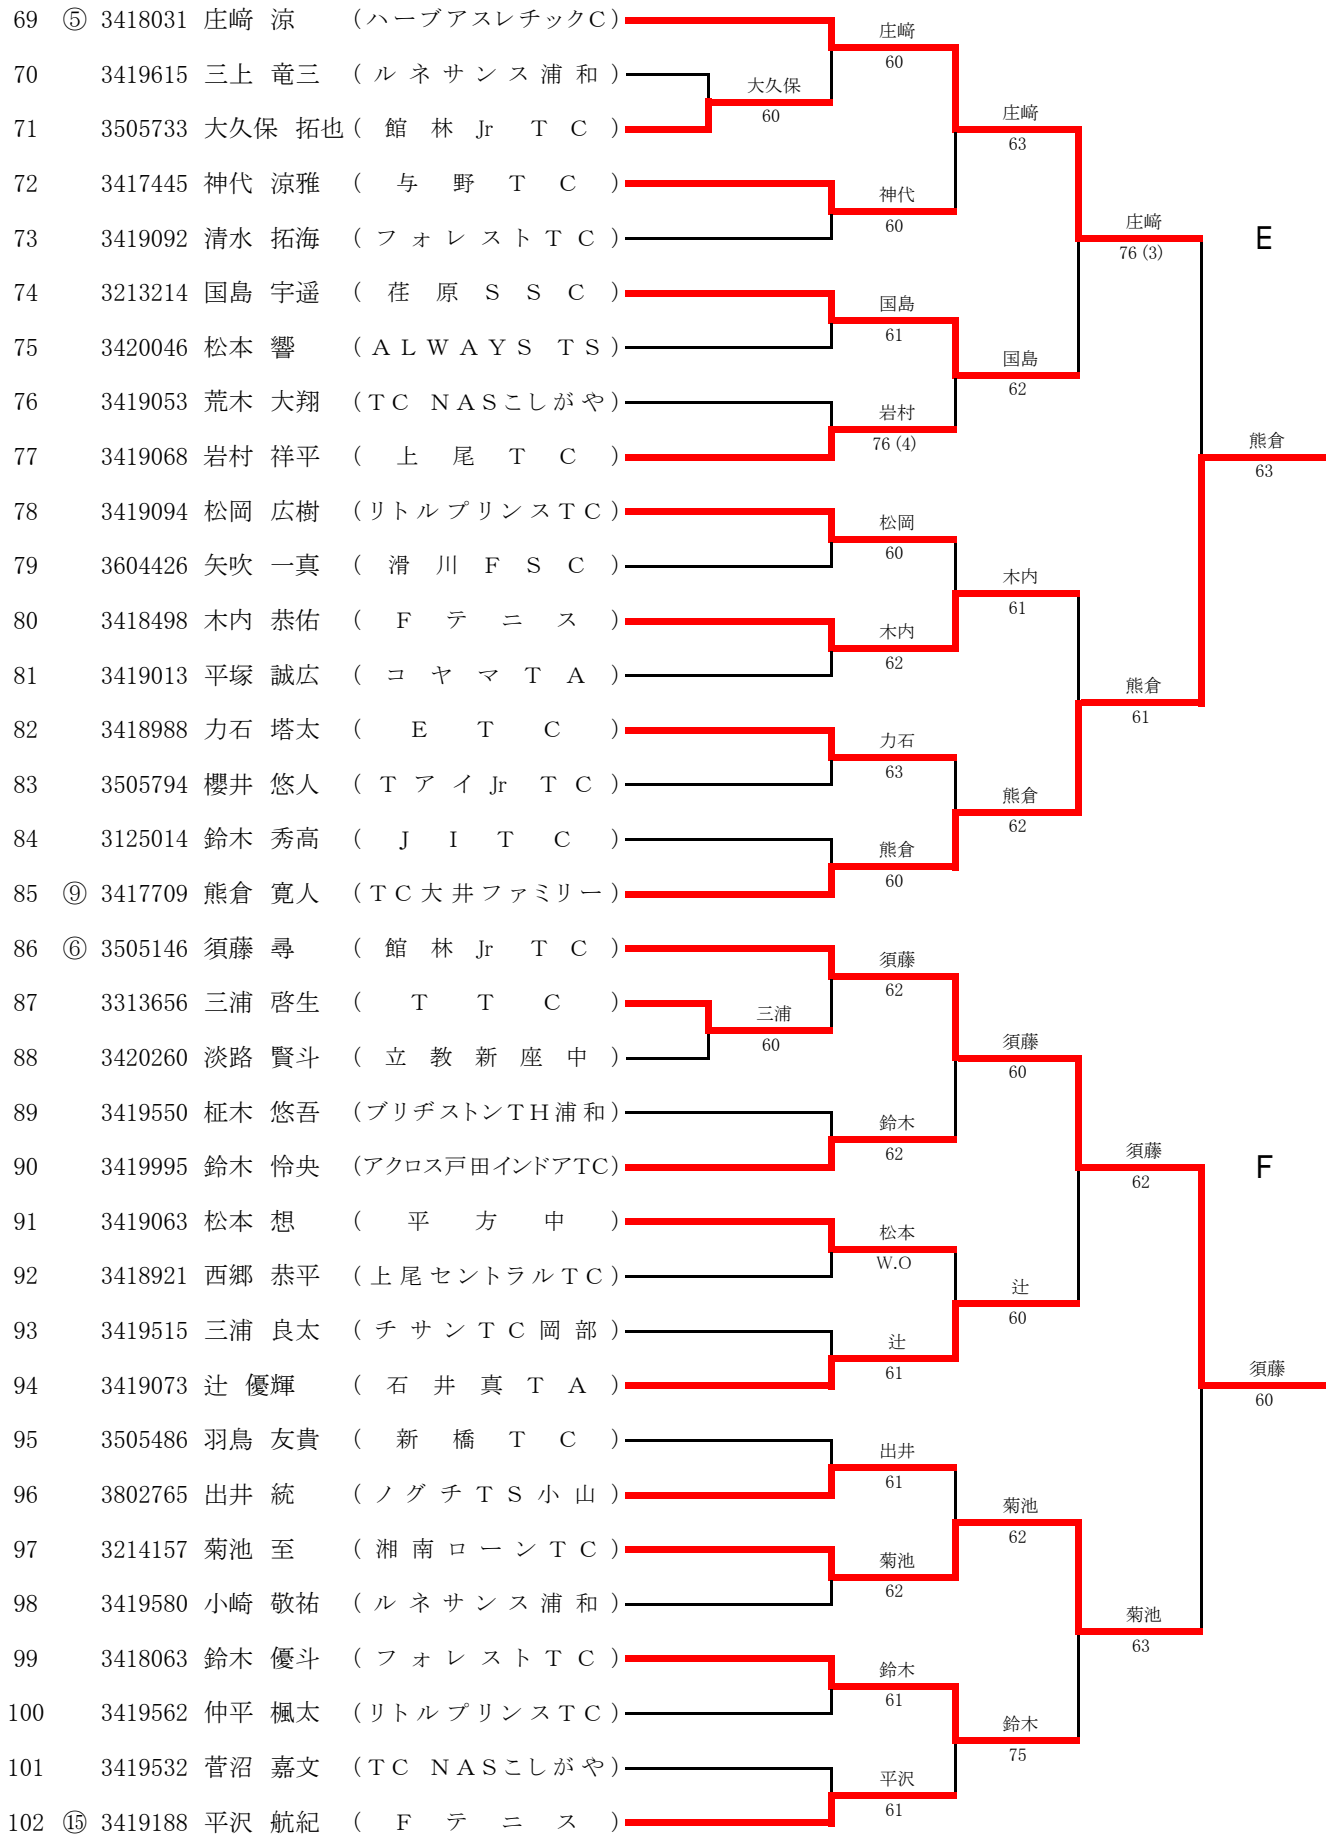 69 ⑤ 3418031 庄﨑 涼 (ハーブアスレチックC)
庄﨑
60
70 3419615 三上 竜三 (ルネサンス浦和)
大久保
60
71 3505733 大久保 拓也 (館林Jr TC)
庄﨑
63
72 3417445 神代 涼雅 (与野TC)
神代
60
73 3419092 清水 拓海 (フォレストTC)
庄﨑
76 (3)
E
74 3213214 国島 宇遥 (荏原SSC)
国島
61
75 3420046 松本 響 (ALWAYS TS)
国島
62
76 3419053 荒木 大翔 (TC NASこしがや)
岩村
76 (4)
77 3419068 岩村 祥平 (上尾TC)
熊倉
63
78 3419094 松岡 広樹 (リトルプリンスTC)
松岡
60
79 3604426 矢吹 一真 (滑川FSC)
木内
61
80 3418498 木内 恭佑 (Fテニス)
木内
62
81 3419013 平塚 誠広 (コヤマTA)
熊倉
61
82 3418988 力石 塔太 (ETC)
力石
63
83 3505794 櫻井 悠人 (TアイJr TC)
熊倉
62
84 3125014 鈴木 秀高 (JITC)
熊倉
60
85 ⑨ 3417709 熊倉 寛人 (TC大井ファミリー)
86 ⑥ 3505146 須藤 尋 (館林Jr TC)
須藤
62
87 3313656 三浦 啓生 (TTC)
三浦
60
88 3420260 淡路 賢斗 (立教新座中)
須藤
60
89 3419550 柾木 悠吾 (ブリヂストンTH浦和)
鈴木
62
90 3419995 鈴木 怜央 (アクロス戸田インドアTC)
須藤
62
F
91 3419063 松本 想 (平方中)
松本
W.O
92 3418921 西郷 恭平 (上尾セントラルTC)
辻
60
93 3419515 三浦 良太 (チサンTC岡部)
辻
61
94 3419073 辻 優輝 (石井真TA)
須藤
60
95 3505486 羽鳥 友貴 (新橋TC)
出井
61
96 3802765 出井 統 (ノグチTS小山)
菊池
62
97 3214157 菊池 至 (湘南ローンTC)
菊池
62
98 3419580 小崎 敬祐 (ルネサンス浦和)
菊池
63
99 3418063 鈴木 優斗 (フォレストTC)
鈴木
61
100 3419562 仲平 楓太 (リトルプリンスTC)
鈴木
75
101 3419532 菅沼 嘉文 (TC NASこしがや)
平沢
61
102 ⑮ 3419188 平沢 航紀 (Fテニス)